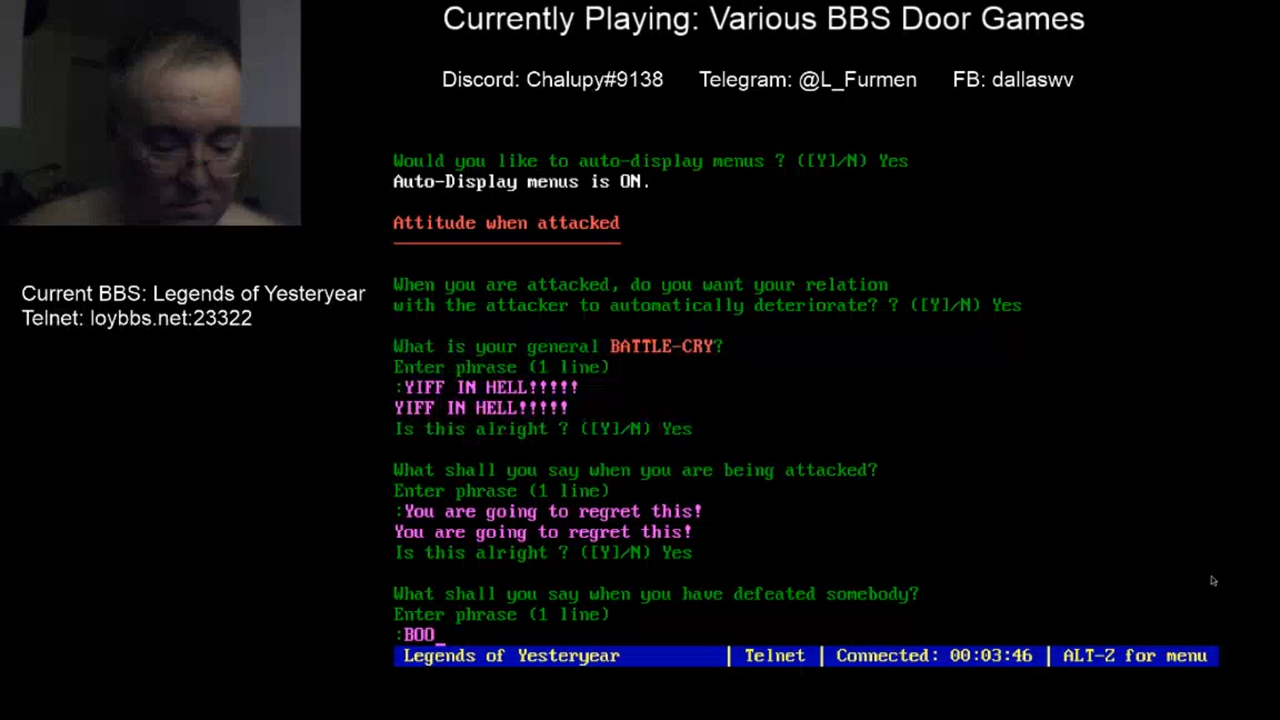 Currently Playing: Various BBS Door Games
Discord: Chalupy#9138 Telegram: @L_Furmen FB: dallaswv
Would you like to auto-display menus ? ([Y]/N) Yes
Auto-Display menus is ON.
Attitude when attacked
When you are attacked, do you want your relation
with the attacker to automatically deteriorate? ? ([Y]/N) Yes
Current BBS: Legends of Yesteryear
Telnet: loybbs.net:23322
What is your general BATTLE-CRY?
Enter phrase (1 line)
:YIFF IN HELL!!!!!
YIFF IN HELL!!!!!
Is this alright ? ([Y]/N) Yes
What shall you say when you are being attacked?
Enter phrase (1 line)
:You are going to regret this!
You are going to regret this!
Is this alright ? ([Y]/N) Yes
What shall you say when you have defeated somebody?
Enter phrase (1 line)
:BOO_
Legends of Yesteryear | Telnet | Connected: 00:03:46 | ALT-Z for menu